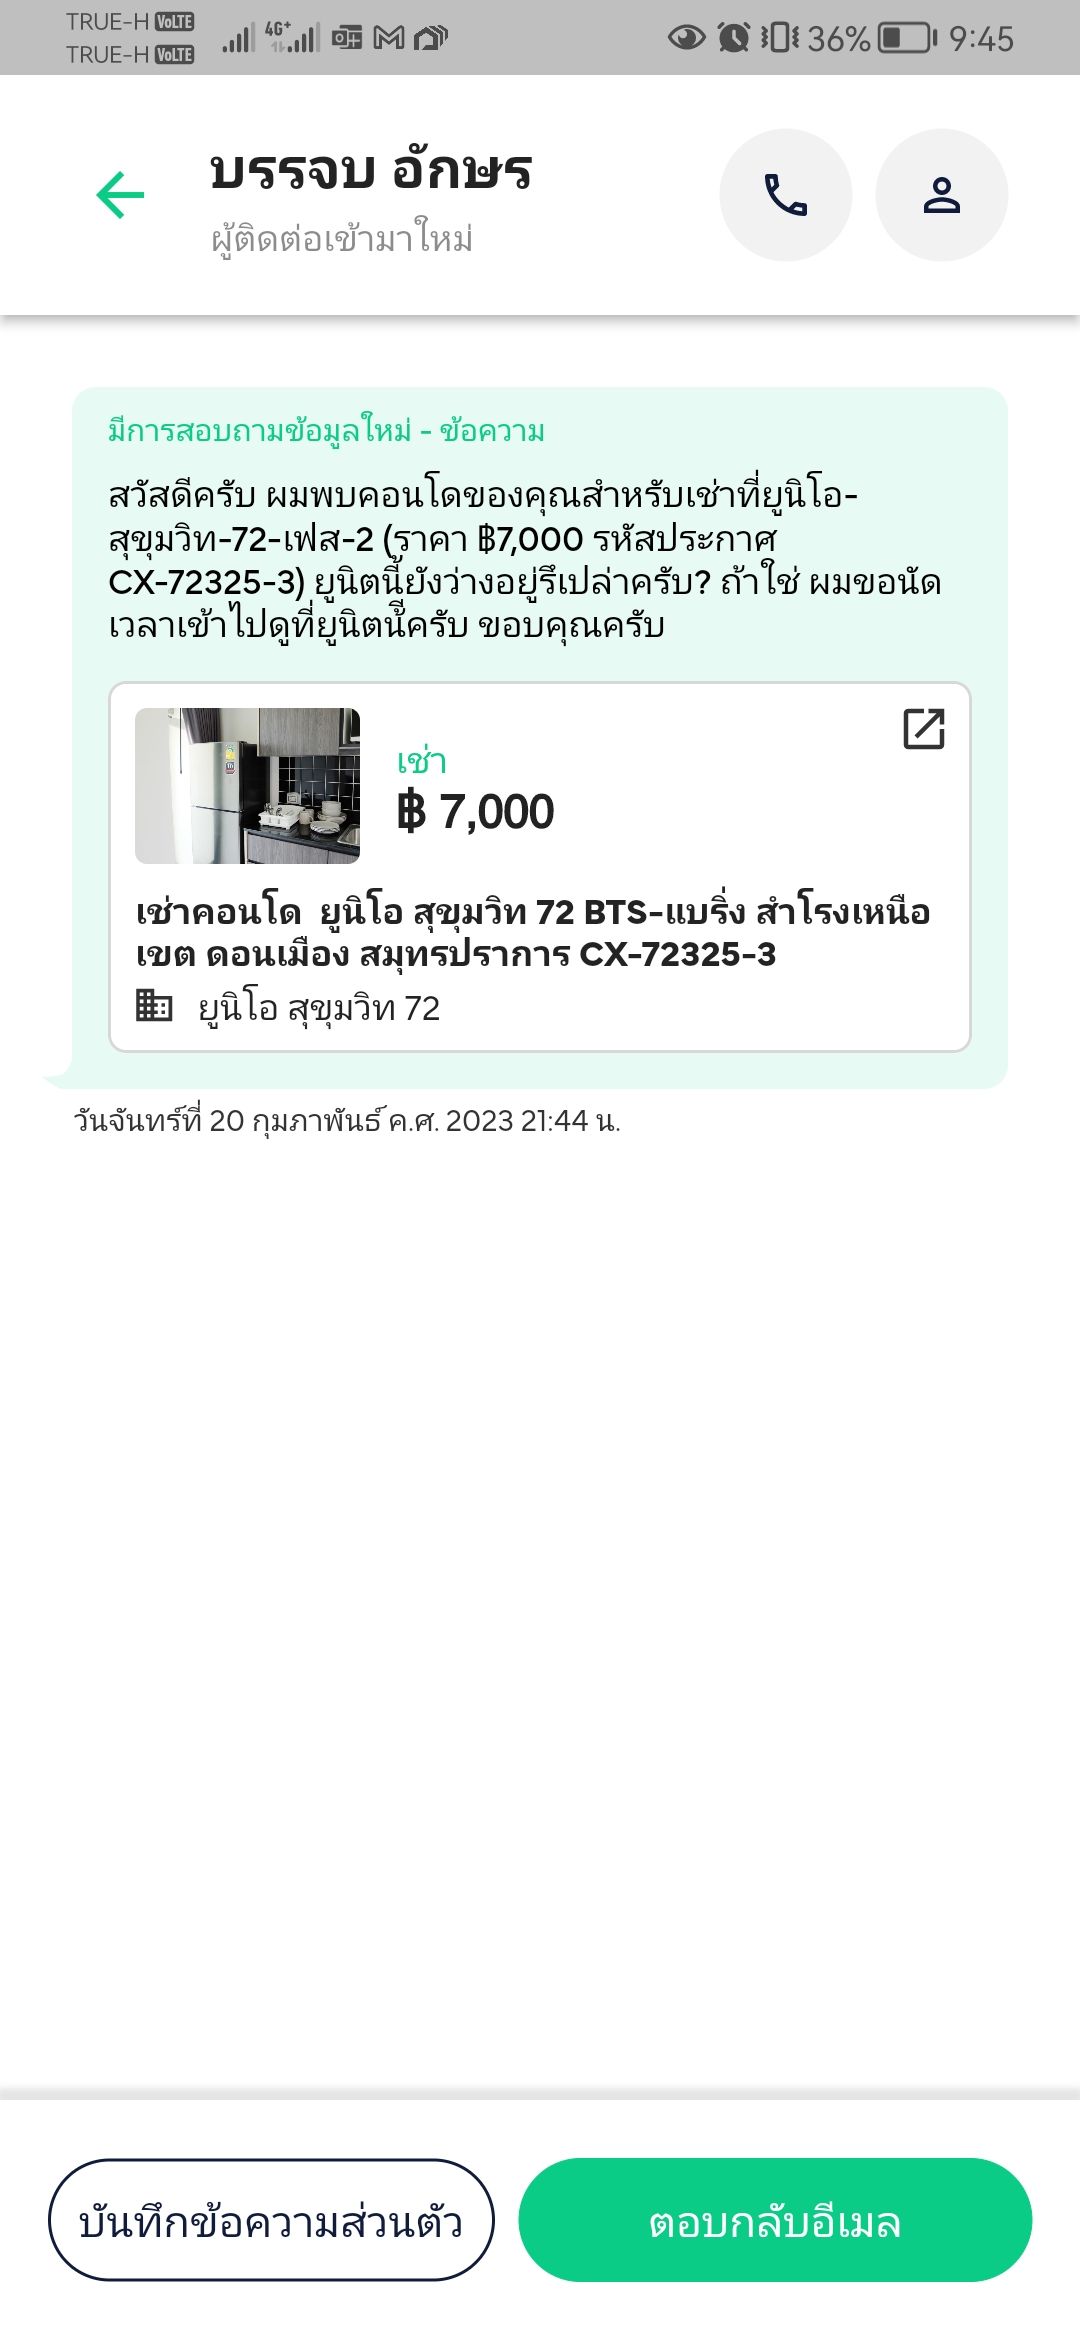 TRUE-H VoLTE
TRUE-H VoLTE
4G+
36%
9:45
บรรจบ อักษร
ผู้ติดต่อเข้ามาใหม่
มีการสอบถามข้อมูลใหม่ - ข้อความ
สวัสดีครับ ผมพบคอนโดของคุณสำหรับเช่าที่ยูนิโอ-
สุขุมวิท-72-เฟส-2 (ราคา ฿7,000 รหัสประกาศ
CX-72325-3) ยูนิตนี้ยังว่างอยู่รึเปล่าครับ? ถ้าใช่ ผมขอนัด
เวลาเข้าไปดูที่ยูนิตนี้ครับ ขอบคุณครับ
เช่า
฿ 7,000
เช่าคอนโด  ยูนิโอ สุขุมวิท 72 BTS-แบริ่ง สำโรงเหนือ
เขต ดอนเมือง สมุทรปราการ CX-72325-3
ยูนิโอ สุขุมวิท 72
วันจันทร์ที่ 20 กุมภาพันธ์ ค.ศ. 2023 21:44 น.
บันทึกข้อความส่วนตัว
ตอบกลับอีเมล